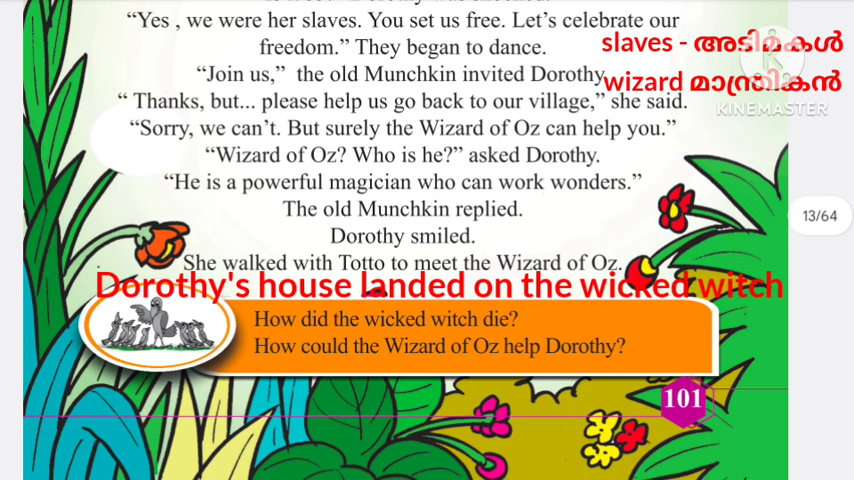 “Yes , we were her slaves. You set us free. Let’s celebrate our
freedom.” They began to dance.
slaves - അടിമകൾ
“Join us,” the old Munchkin invited Dorothy
wizard മാന്ത്രികൻ
“ Thanks, but... please help us go back to our village,” she said.
KINEMASTER
“Sorry, we can’t. But surely the Wizard of Oz can help you.”
“Wizard of Oz? Who is he?” asked Dorothy.
“He is a powerful magician who can work wonders.”
The old Munchkin replied.
13/64
Dorothy smiled.
She walked with Totto to meet the Wizard of Oz.
Dorothy's house landed on the wicked witch
How did the wicked witch die?
How could the Wizard of Oz help Dorothy?
101